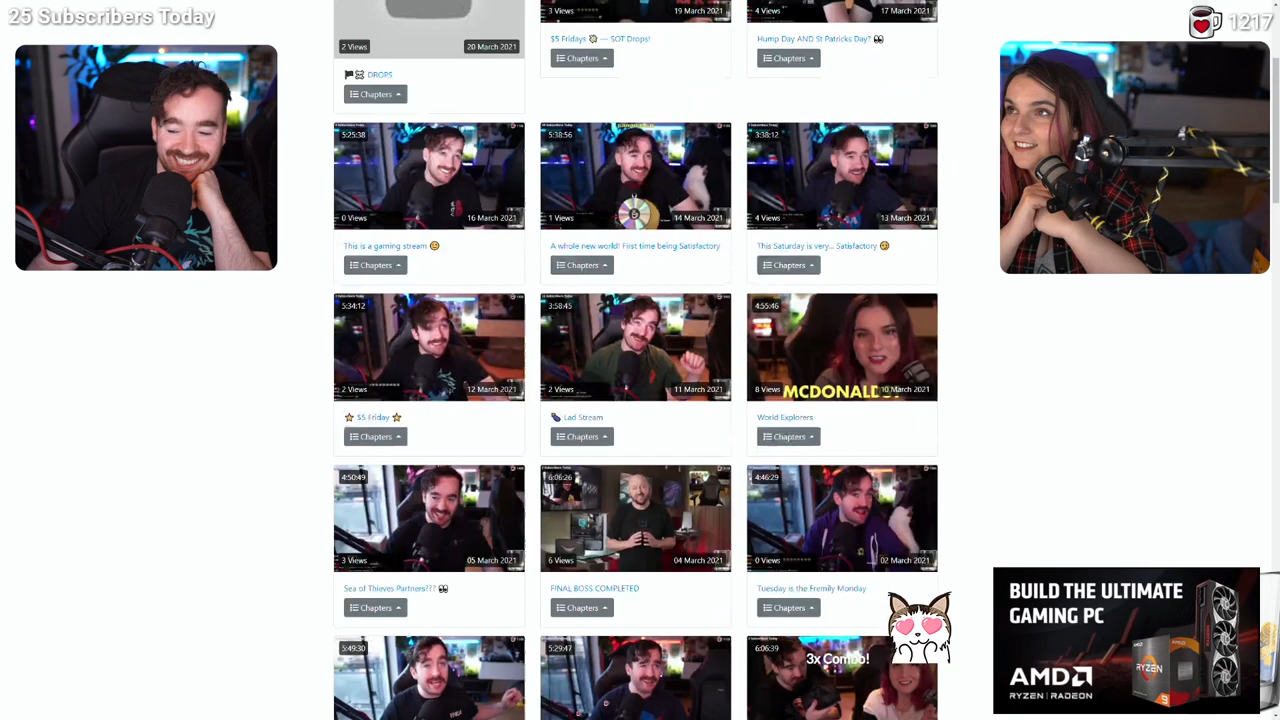 25 Subscribers Today
1217
3 Views
19 March 2021
4 Views
17 March 2021
2 Views
20 March 2021
$5 Fridays — SOT Drops!
Hump Day AND St Patricks Day?
Chapters
Chapters
DROPS
Chapters
5:25:38
0 Views
16 March 2021
5:38:56
1 Views
14 March 2021
3:38:12
4 Views
13 March 2021
This is a gaming stream
A whole new world! First time being Satisfactory
This Saturday is very... Satisfactory
Chapters
Chapters
Chapters
5:34:12
2 Views
12 March 2021
3:58:45
2 Views
11 March 2021
4:55:46
8 Views
10 March 2021
$5 Friday
Lad Stream
World Explorers
Chapters
Chapters
Chapters
4:50:49
3 Views
05 March 2021
6:06:26
6 Views
04 March 2021
4:46:29
0 Views
02 March 2021
Sea of Thieves Partners???
FINAL BOSS COMPLETED
Tuesday is the Fremily Monday
Chapters
Chapters
Chapters
5:49:30
5:29:47
6:06:39
3x Combo!
BUILD THE ULTIMATE
GAMING PC
AMD
RYZEN | RADEON
RYZEN
9